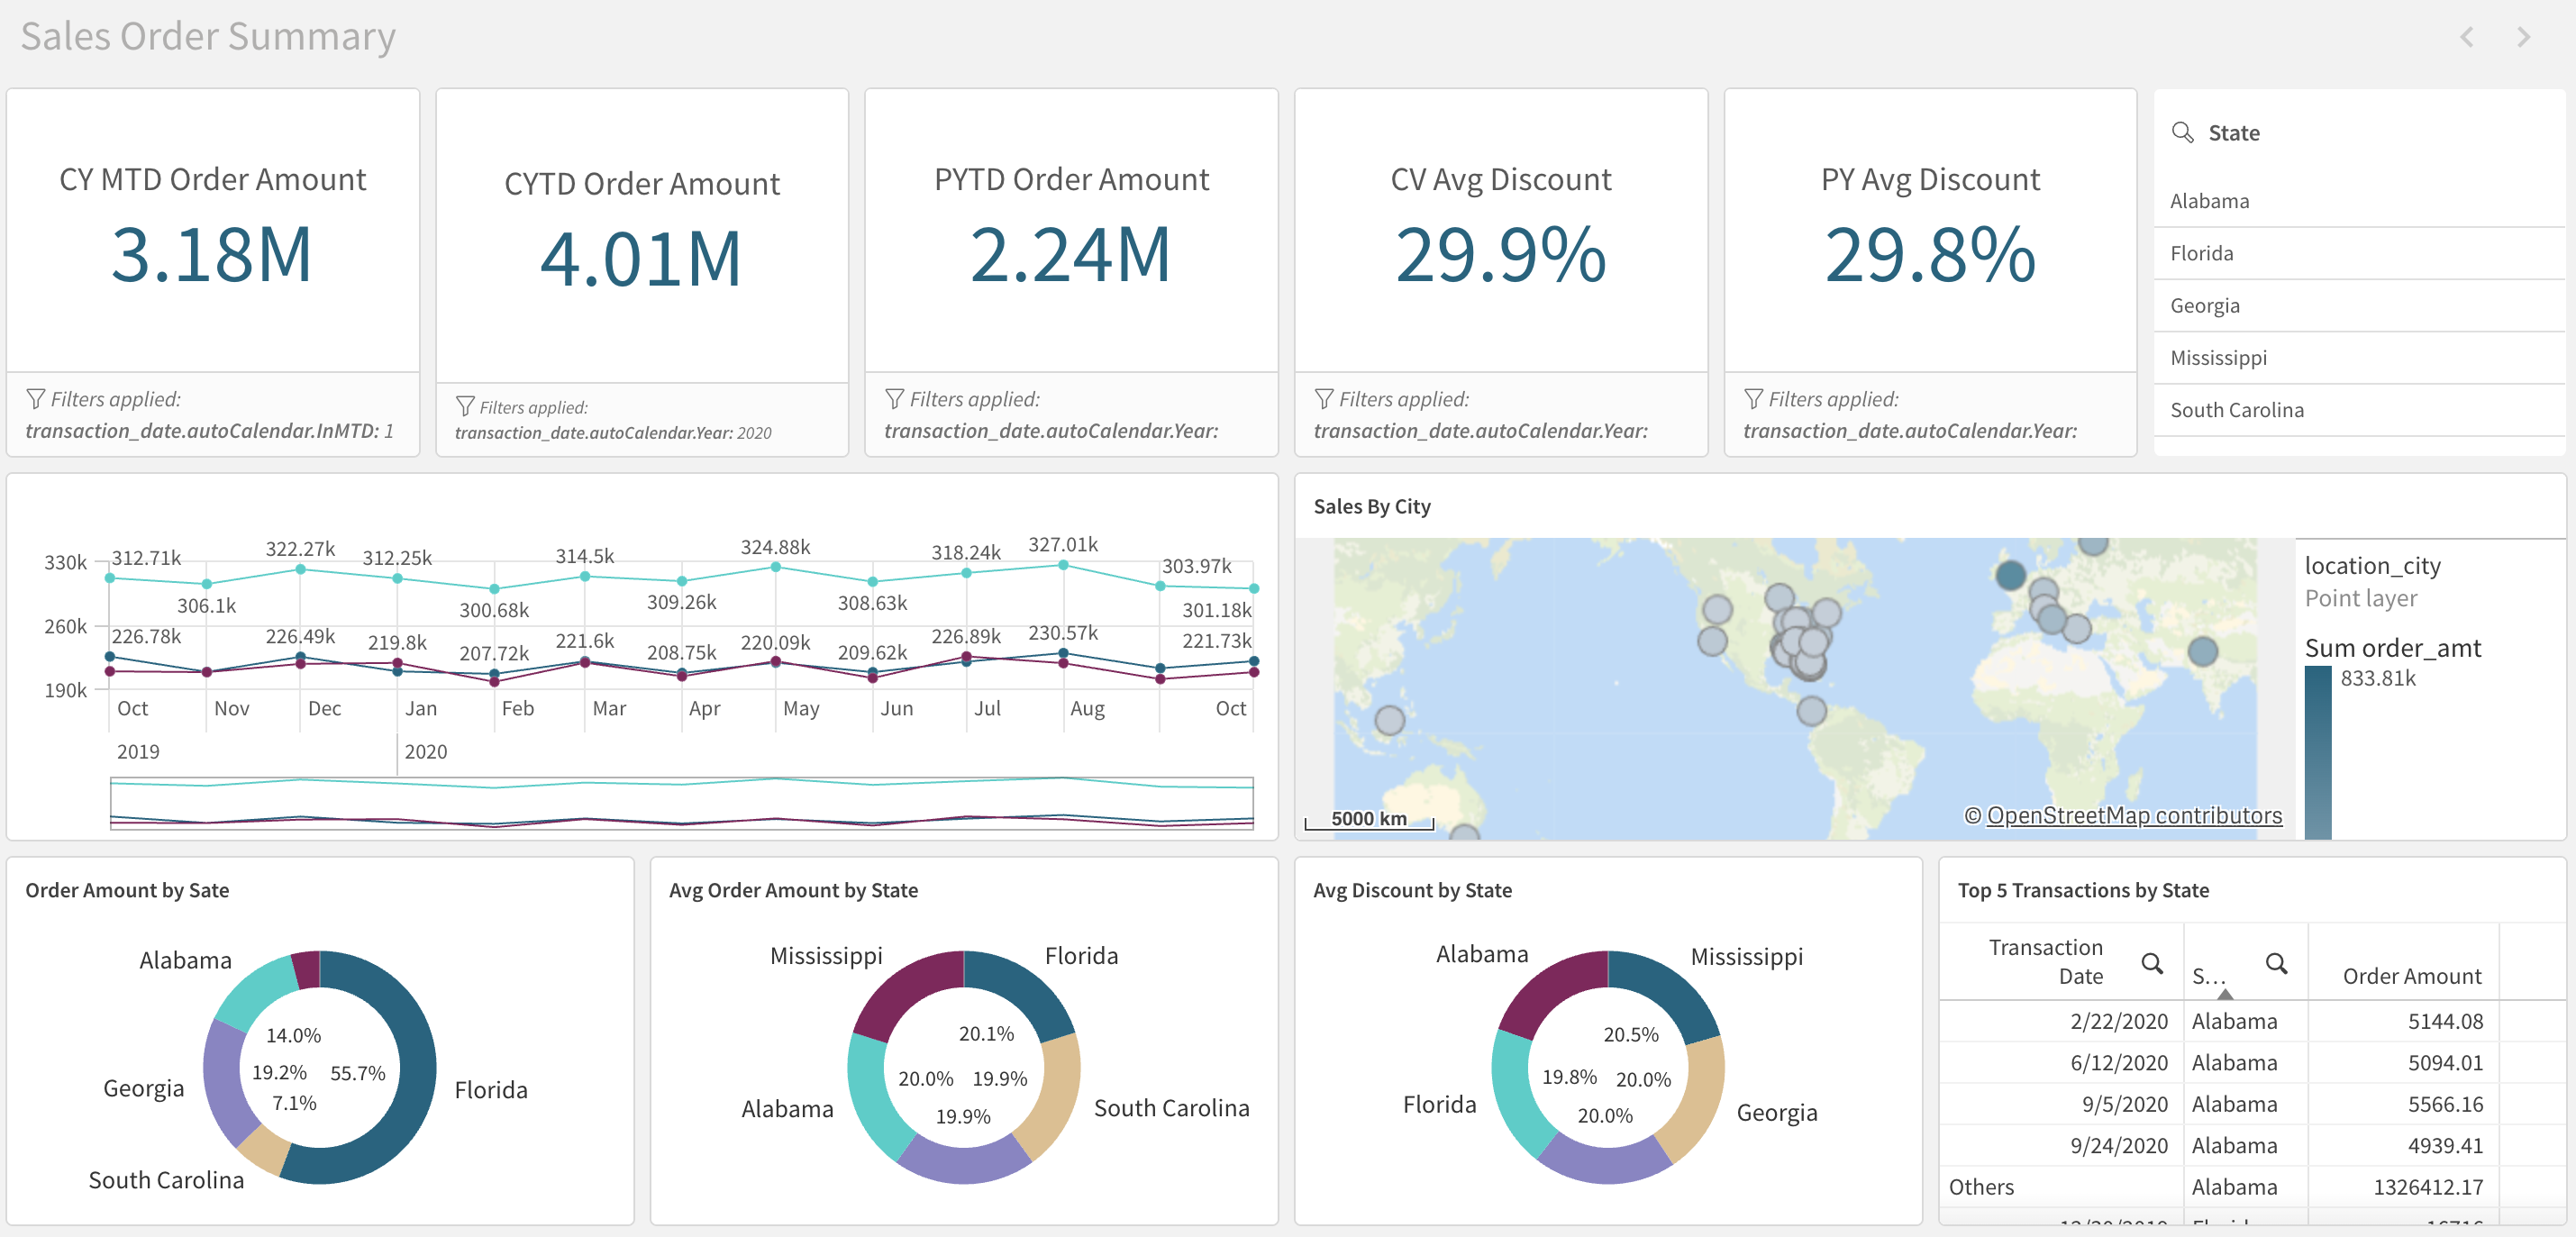 Sales Order Summary
CY MTD Order Amount
3.18M
Filters applied:
transaction_date.autoCalendar.InMTD: 1
CYTD Order Amount
4.01M
Filters applied:
transaction_date.autoCalendar.Year: 2020
PYTD Order Amount
2.24M
Filters applied:
transaction_date.autoCalendar.Year:
CV Avg Discount
29.9%
Filters applied:
transaction_date.autoCalendar.Year:
PY Avg Discount
29.8%
Filters applied:
transaction_date.autoCalendar.Year:
State
Alabama
Florida
Georgia
Mississippi
South Carolina
330k
260k
190k
312.71k
306.1k
322.27k
312.25k
300.68k
314.5k
309.26k
324.88k
308.63k
318.24k
327.01k
303.97k
301.18k
226.78k
226.49k
219.8k
207.72k
221.6k
208.75k
220.09k
209.62k
226.89k
230.57k
221.73k
Oct Nov Dec Jan Feb Mar Apr May Jun Jul Aug Oct
2019 2020
Sales By City
5000 km
© OpenStreetMap contributors
location_city
Point layer
Sum order_amt
833.81k
Order Amount by Sate
Alabama
14.0%
19.2% 55.7%
Georgia
Florida
7.1%
South Carolina
Avg Order Amount by State
Mississippi Florida
20.1%
20.0% 19.9%
Alabama South Carolina
19.9%
Avg Discount by State
Alabama Mississippi
20.5%
19.8% 20.0%
Florida Georgia
20.0%
Top 5 Transactions by State
Transaction
Date S... Order Amount
2/22/2020 Alabama 5144.08
6/12/2020 Alabama 5094.01
9/5/2020 Alabama 5566.16
9/24/2020 Alabama 4939.41
Others Alabama 1326412.17